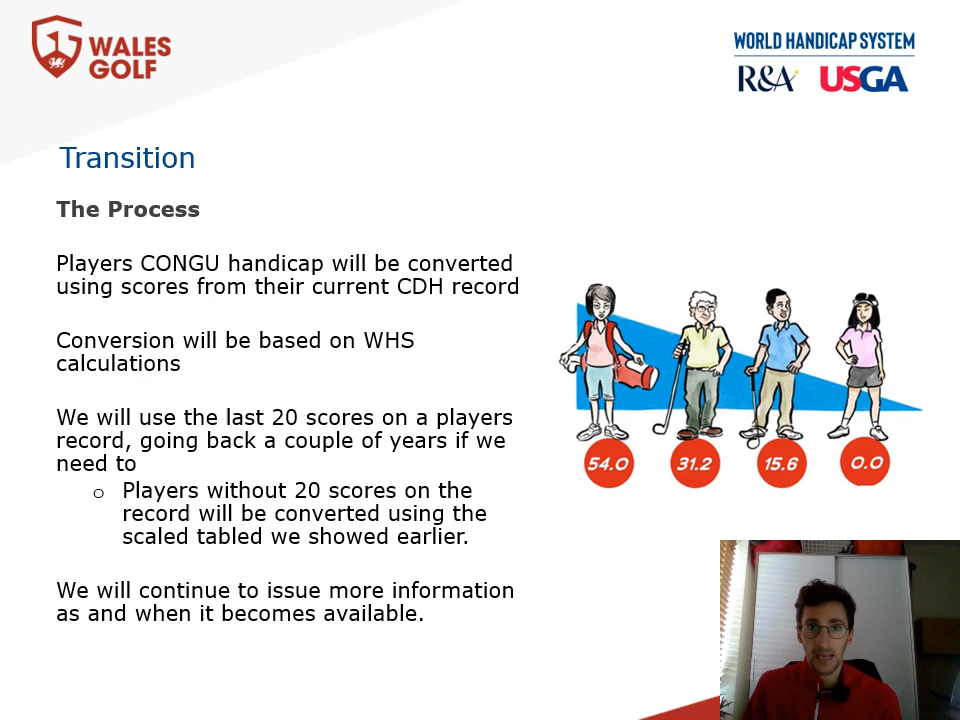 WALES
GOLF
WORLD HANDICAP SYSTEM
R&A USGA
Transition
The Process
Players CONGU handicap will be converted
using scores from their current CDH record
Conversion will be based on WHS
calculations
We will use the last 20 scores on a players
record, going back a couple of years if we
need to
o Players without 20 scores on the
record will be converted using the
scaled tabled we showed earlier.
We will continue to issue more information
as and when it becomes available.
54.0 31.2 15.6 0.0